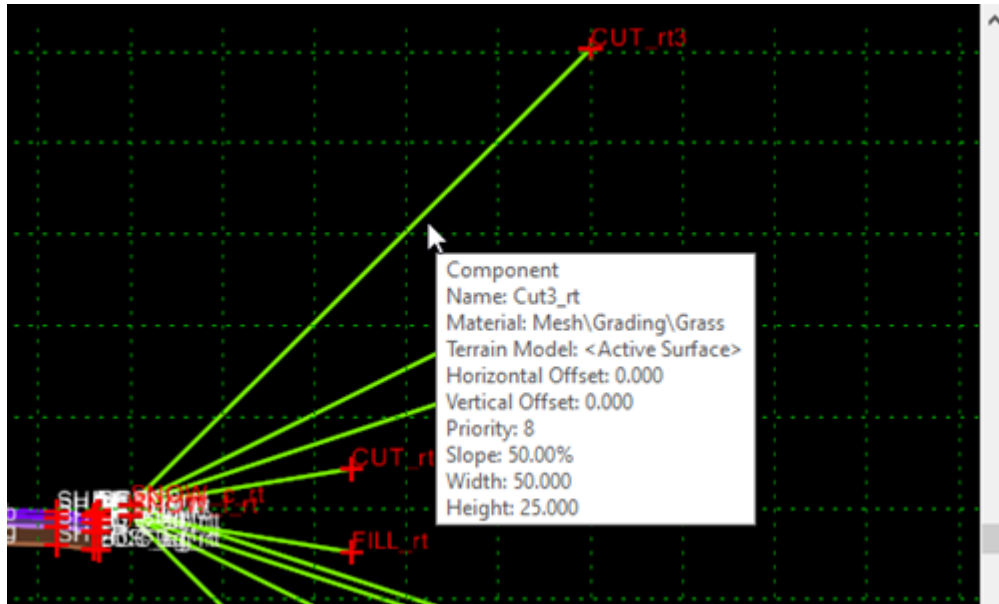 CUT_rt3
Component
Name: Cut3_rt
Material: Mesh\Grading\Grass
Terrain Model: <Active Surface>
Horizontal Offset: 0.000
Vertical Offset: 0.000
Priority: 8
Slope: 50.00%
Width: 50.000
Height: 25.000
CUT_rt
FILL_rt